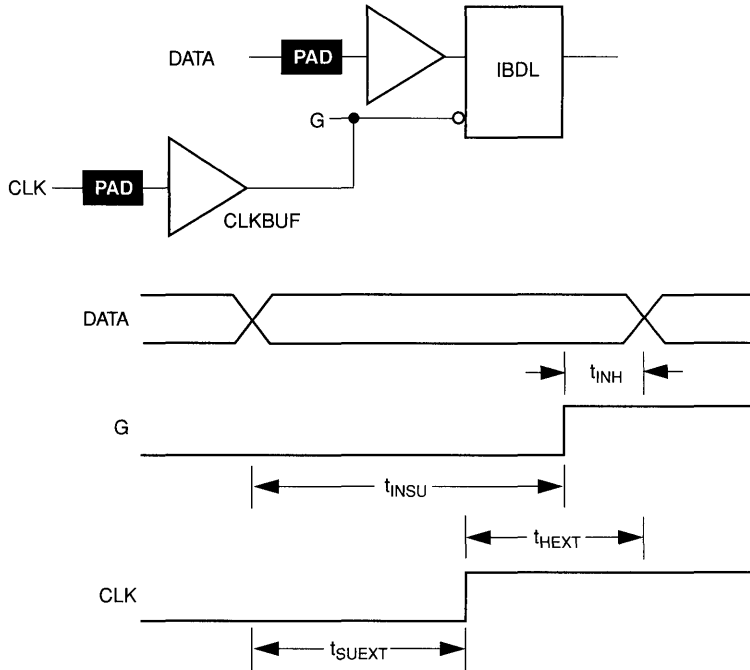 DATA
PAD
IBDL
G
CLK
PAD
CLKBUF
DATA
tINH
G
tINSU
tHEXT
CLK
tSUEXT